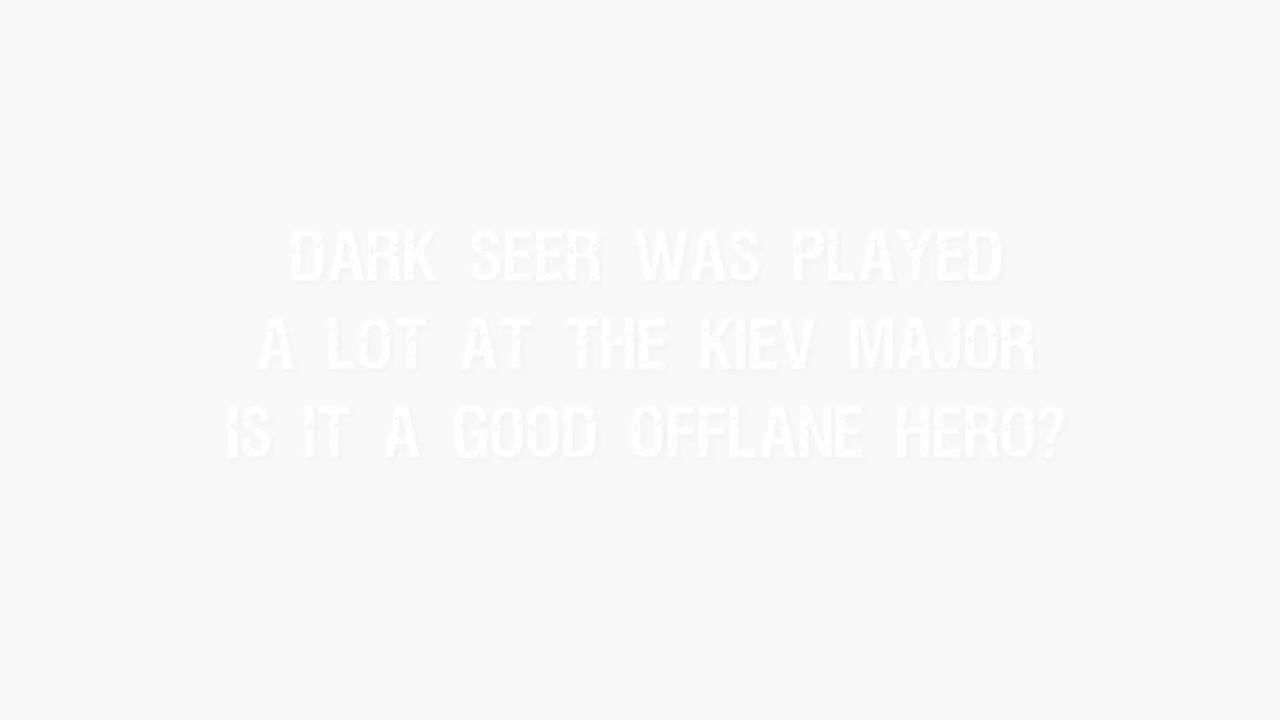 DARK SEER WAS PLAYED
A LOT AT THE KIEV MAJOR
IS IT A GOOD OFFLANE HERO?